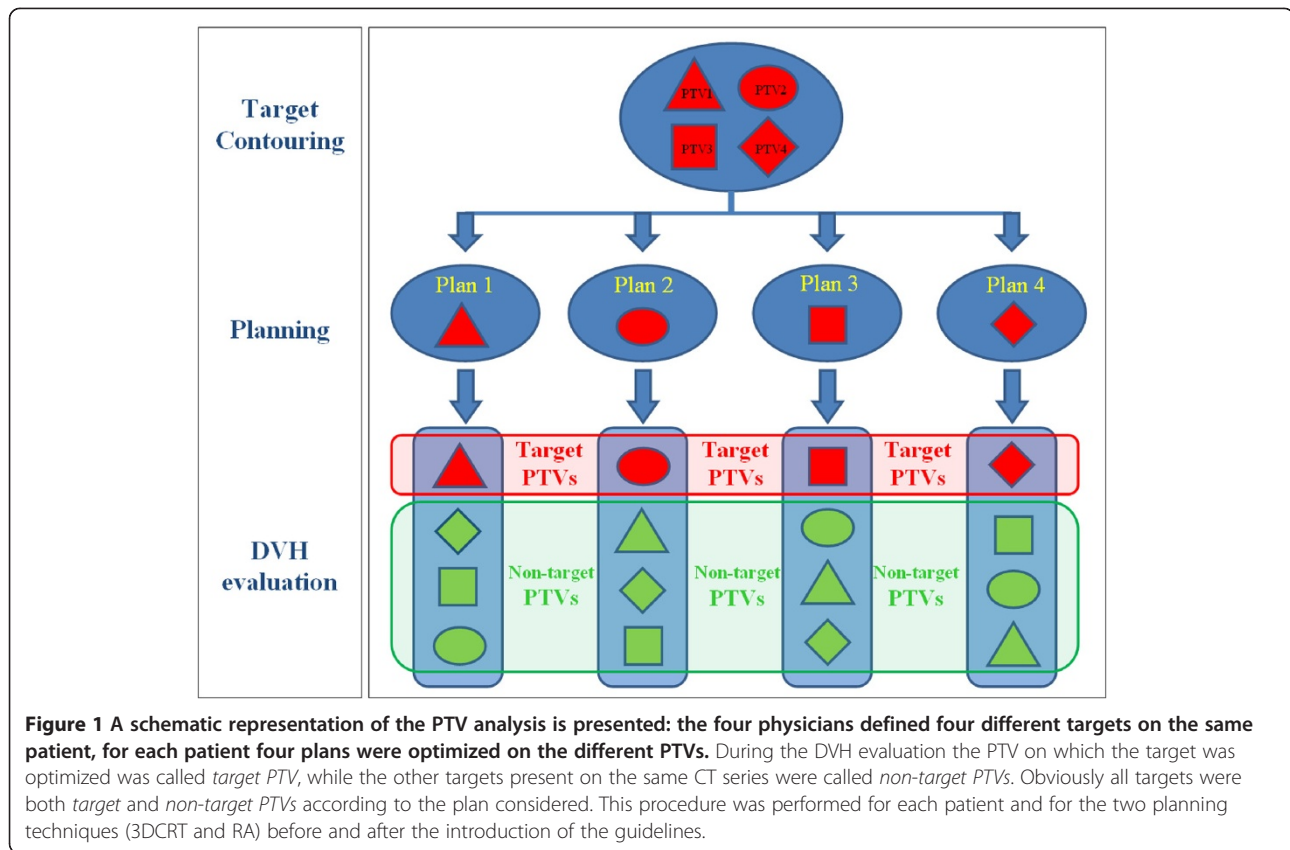 Target
Contouring
PTV1
PTV2
PTV3
PTV4
Planning
Plan 1
Plan 2
Plan 3
Plan 4
DVH
evaluation
Target
PTVs
Target
PTVs
Target
PTVs
Non-target
PTVs
Non-target
PTVs
Non-target
PTVs
Figure 1 A schematic representation of the PTV analysis is presented: the four physicians defined four different targets on the same
patient, for each patient four plans were optimized on the different PTVs. During the DVH evaluation the PTV on which the target was
optimized was called target PTV, while the other targets present on the same CT series were called non-target PTVs. Obviously all targets were
both target and non-target PTVs according to the plan considered. This procedure was performed for each patient and for the two planning
techniques (3DCRT and RA) before and after the introduction of the guidelines.